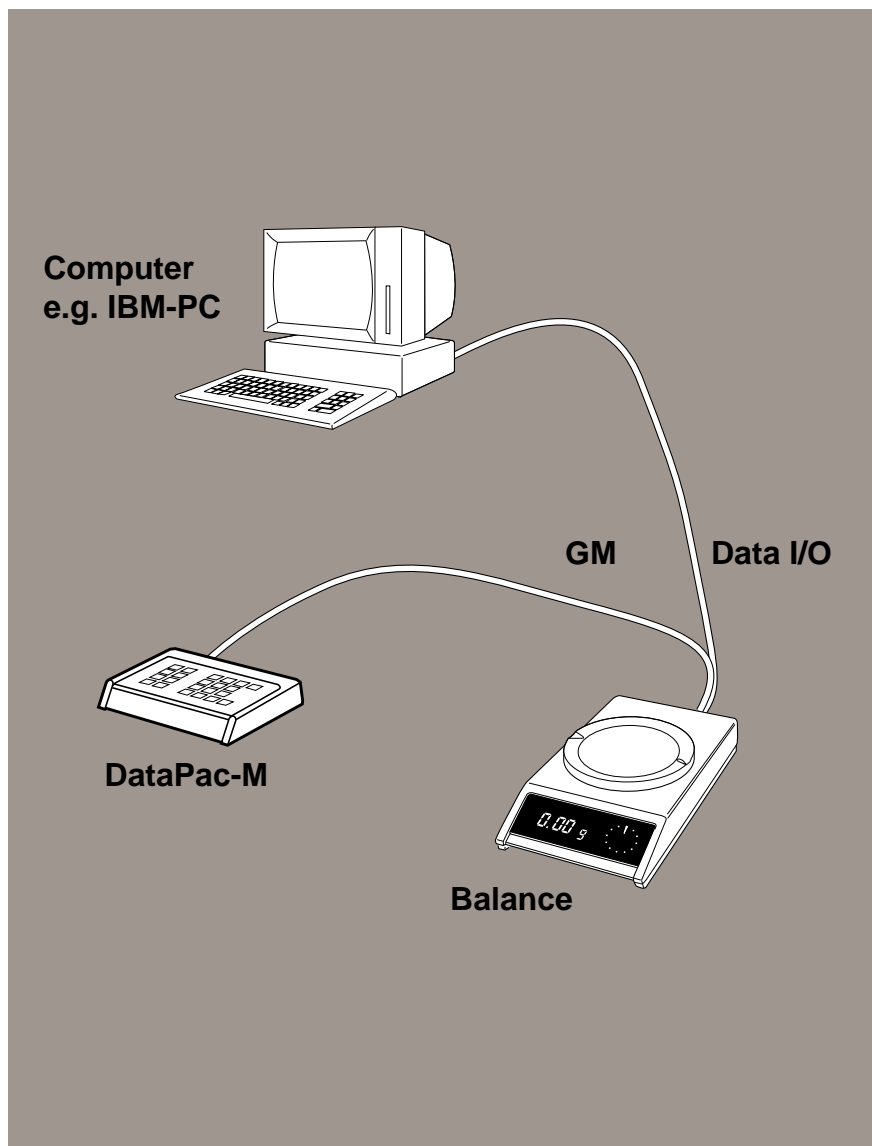 Computer
e.g. IBM-PC
GM
Data I/O
DataPac-M
0.00 g
Balance